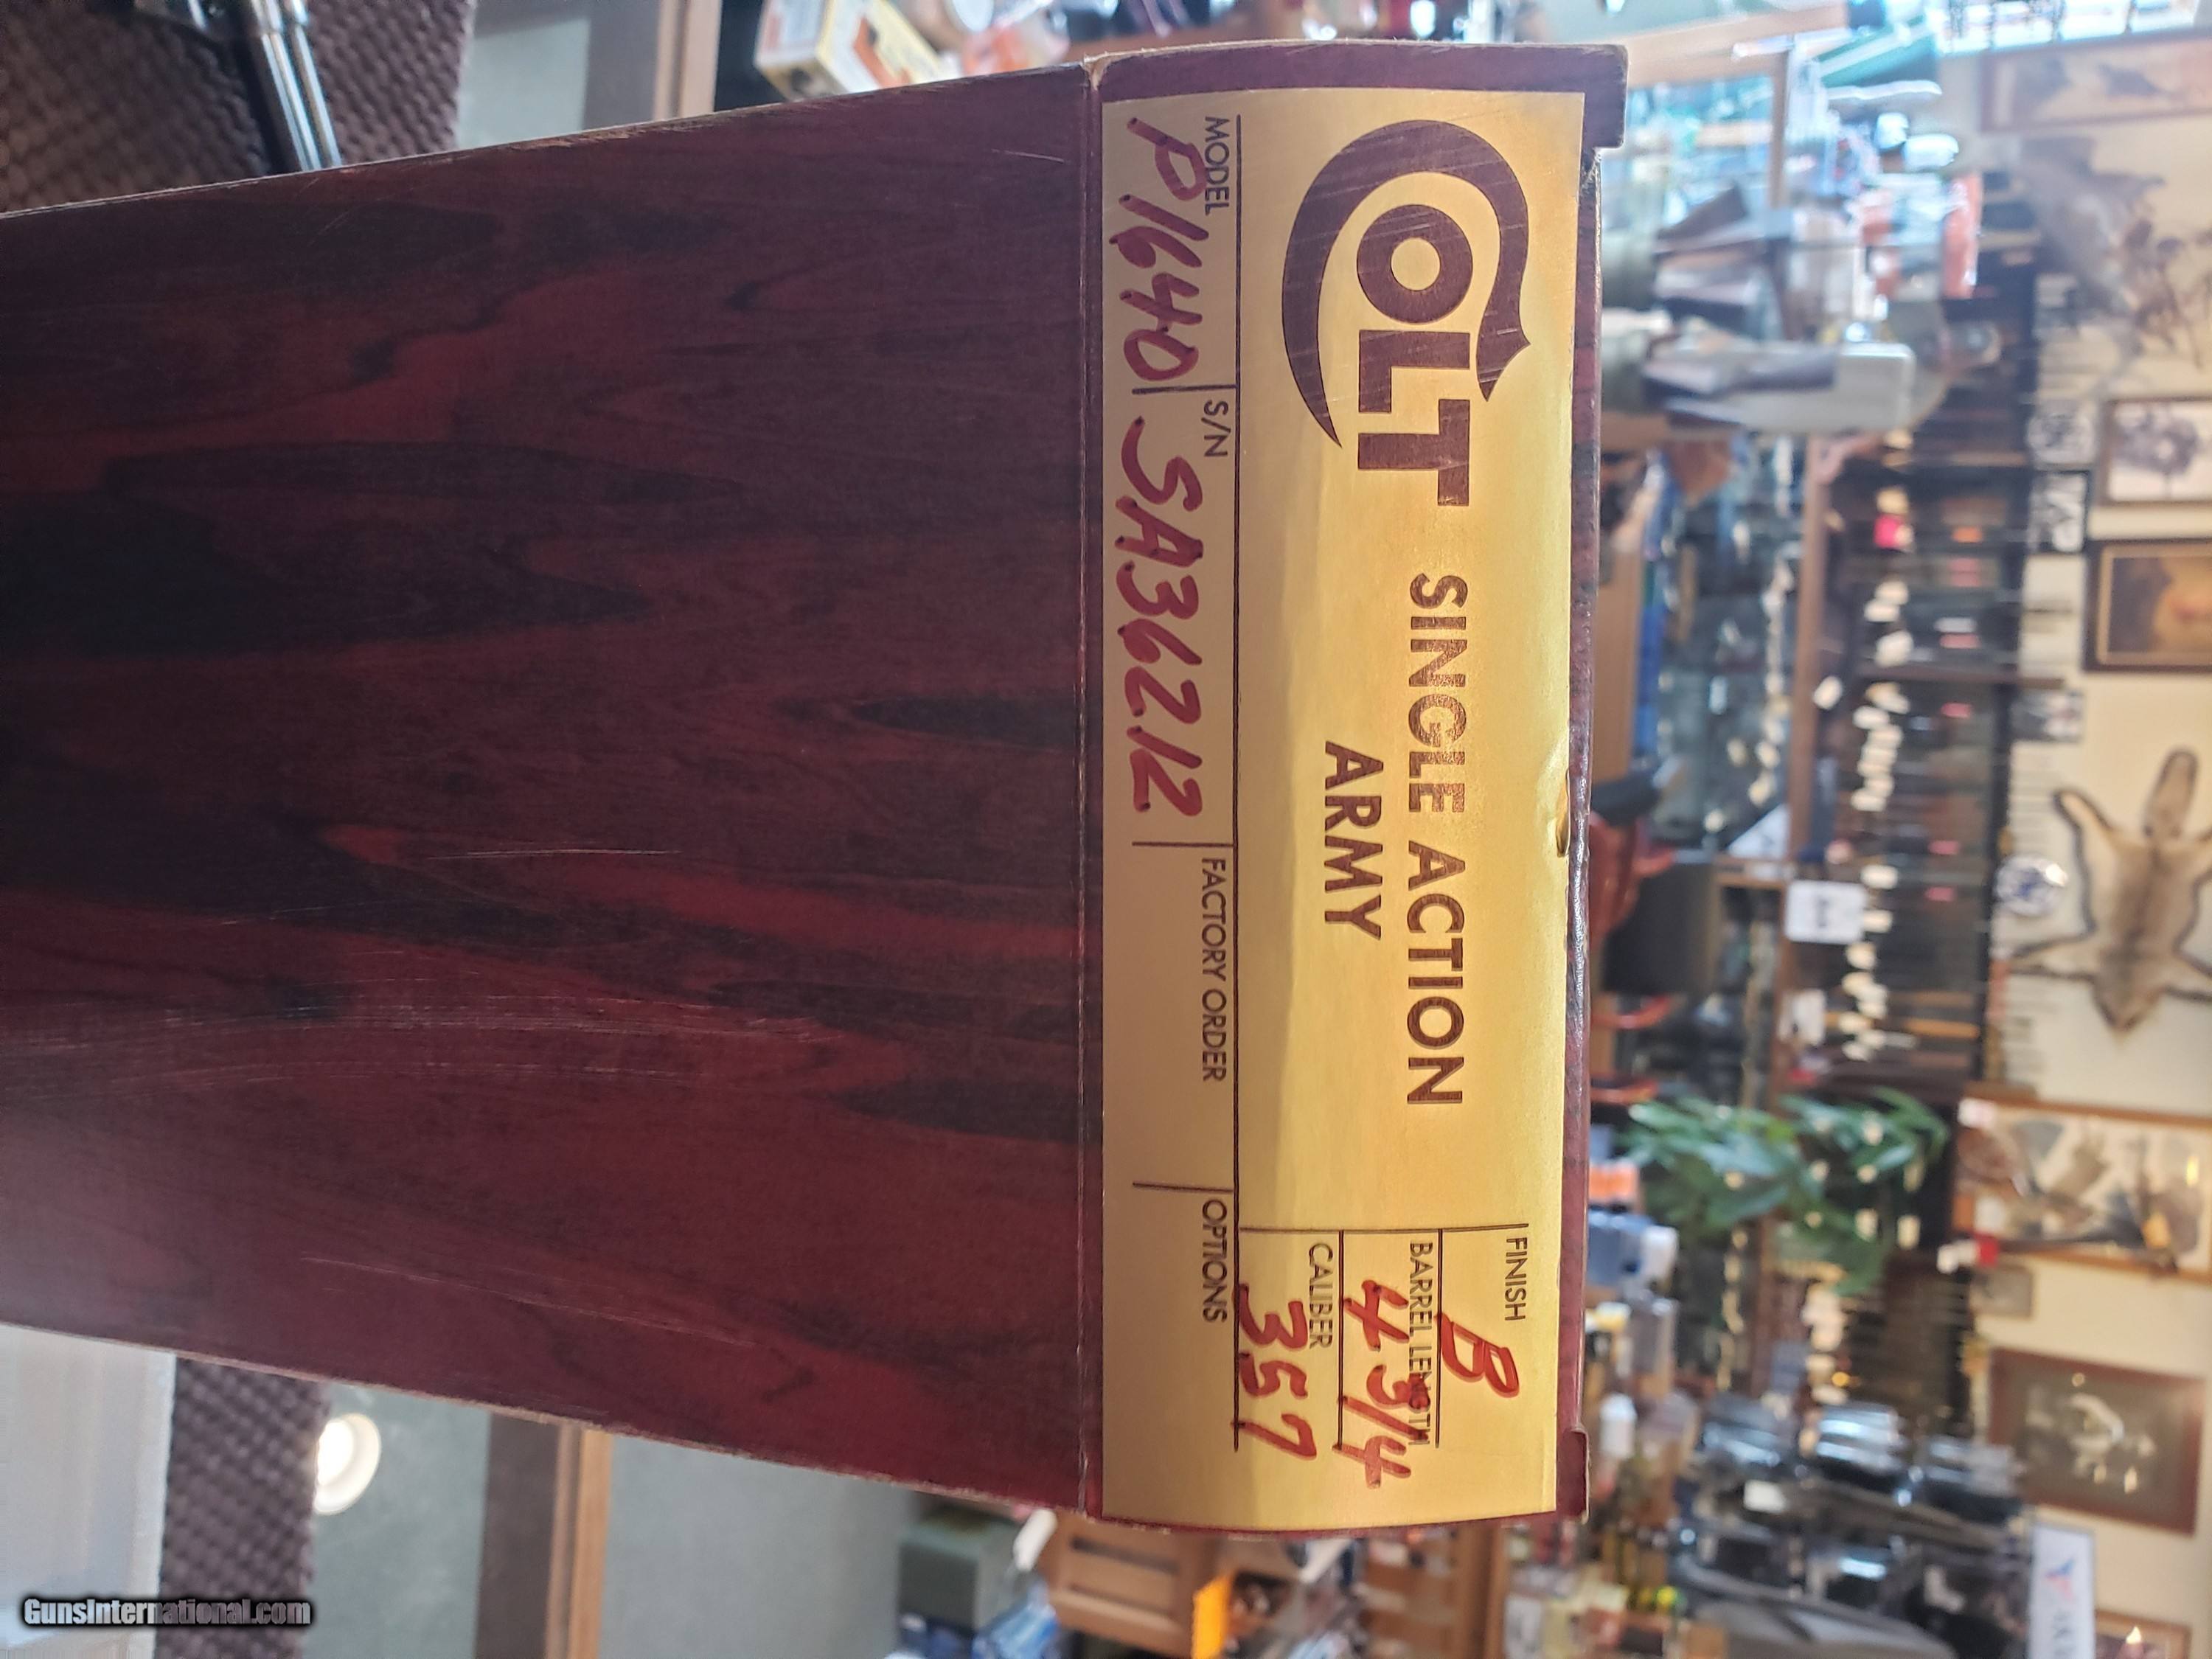 COLT SINGLE ACTION
ARMY
FINISH
B
BARREL LENGTH
4 3/4
CALIBER
357
MODEL S/N FACTORY ORDER OPTIONS
P1640 SA36212
GunsInternational.com